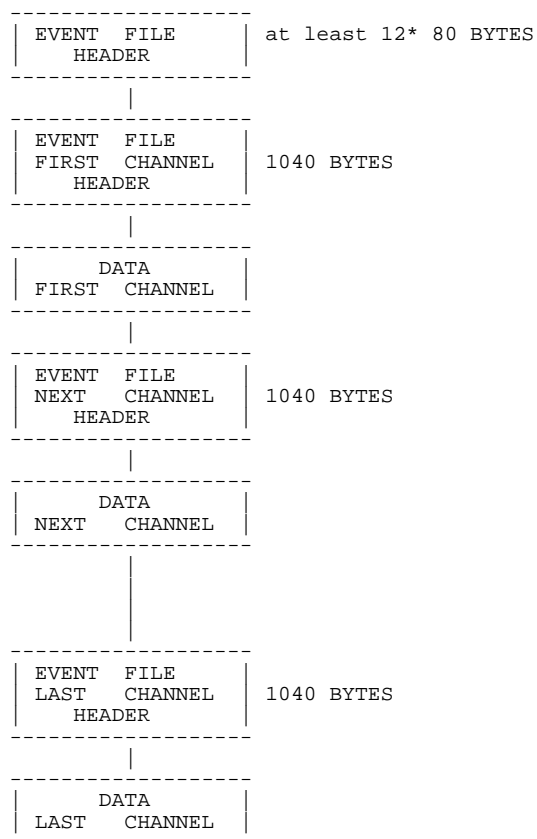 EVENT FILE at least 12* 80 BYTES
HEADER
EVENT FILE
FIRST CHANNEL 1040 BYTES
HEADER
DATA
FIRST CHANNEL
EVENT FILE
NEXT CHANNEL 1040 BYTES
HEADER
DATA
NEXT CHANNEL
EVENT FILE
LAST CHANNEL 1040 BYTES
HEADER
DATA
LAST CHANNEL